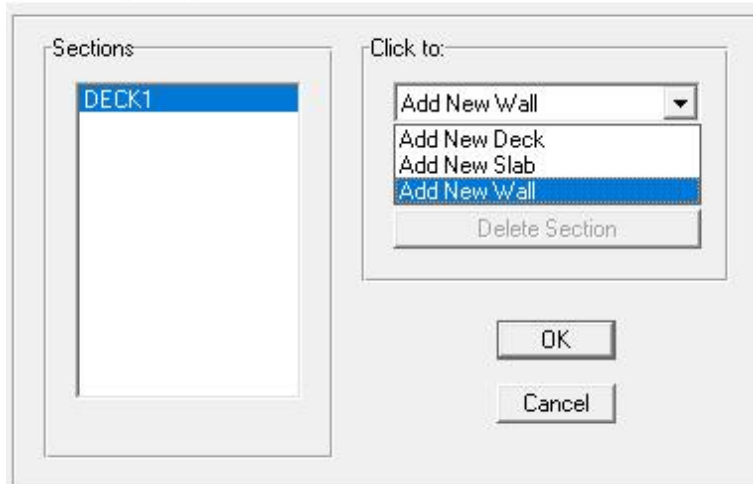 Sections
DECK1
Click to:
Add New Wall
Add New Deck
Add New Slab
Add New Wall
Delete Section
OK
Cancel